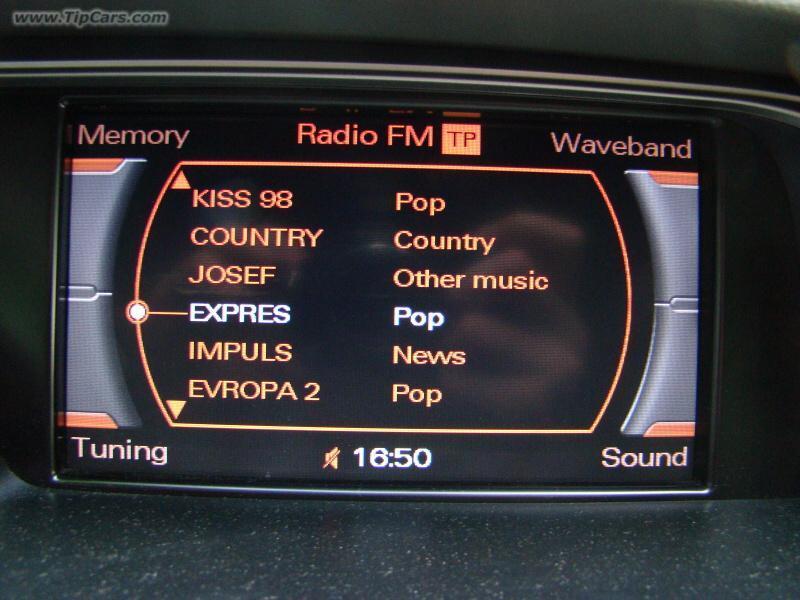 www.TipCars.com
Memory Radio FM TP Waveband
KISS 98 Pop
COUNTRY Country
JOSEF Other music
EXPRES Pop
IMPULS News
EVROPA 2 Pop
Tuning 16:50 Sound